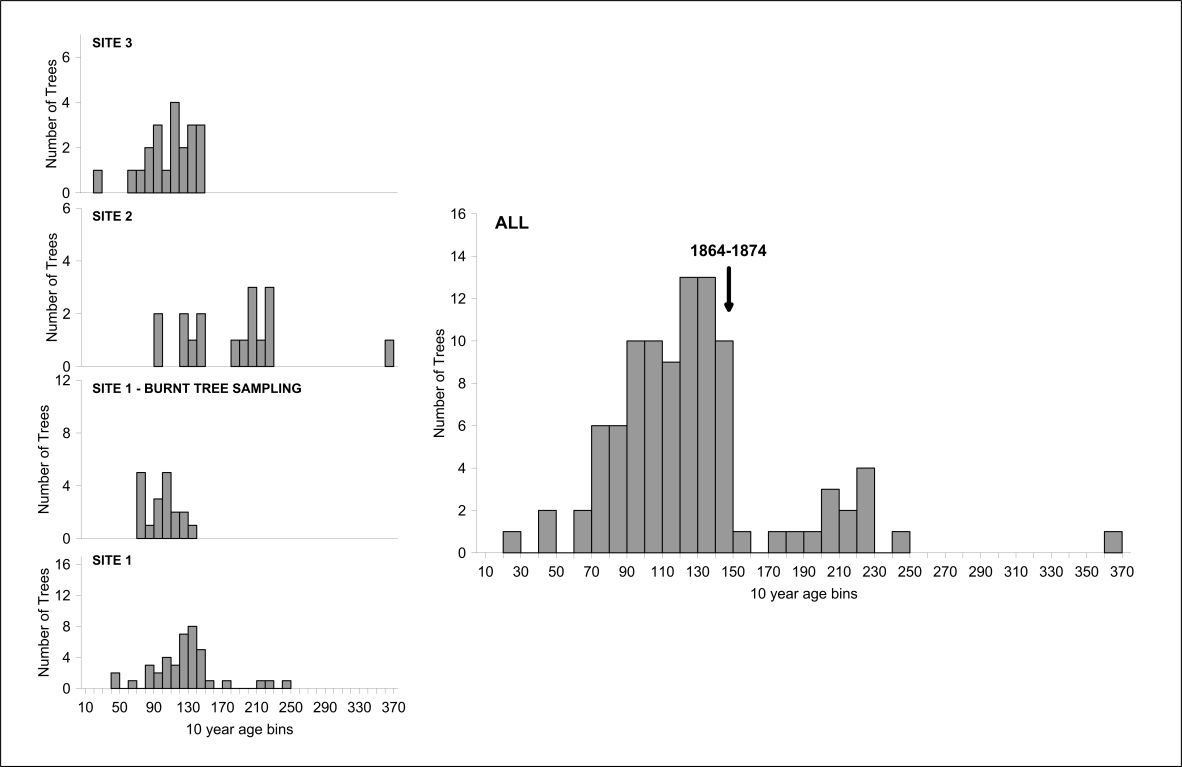 SITE 3
Number of Trees
6
4
2
0
SITE 2
Number of Trees
6
4
2
0
SITE 1 - BURNT TREE SAMPLING
Number of Trees
12
8
4
0
SITE 1
Number of Trees
16
12
8
4
0
10 50 90 130 170 210 250 290 330 370
10 year age bins
ALL
1864-1874
Number of Trees
16
14
12
10
8
6
4
2
0
10 30 50 70 90 110 130 150 170 190 210 230 250 270 290 310 330 350 370
10 year age bins